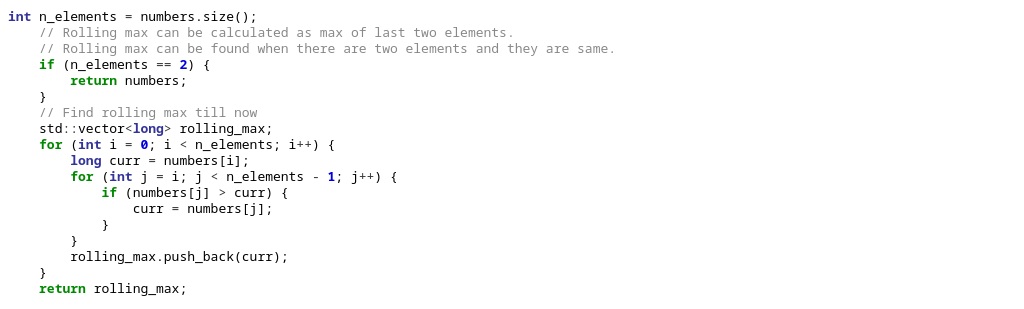 int n_elements = numbers.size();
    // Rolling max can be calculated as max of last two elements.
    // Rolling max can be found when there are two elements and they are same.
    if (n_elements == 2) {
        return numbers;
    }
    // Find rolling max till now
    std::vector<long> rolling_max;
    for (int i = 0; i < n_elements; i++) {
        long curr = numbers[i];
        for (int j = i; j < n_elements - 1; j++) {
            if (numbers[j] > curr) {
                curr = numbers[j];
            }
        }
        rolling_max.push_back(curr);
    }
    return rolling_max;